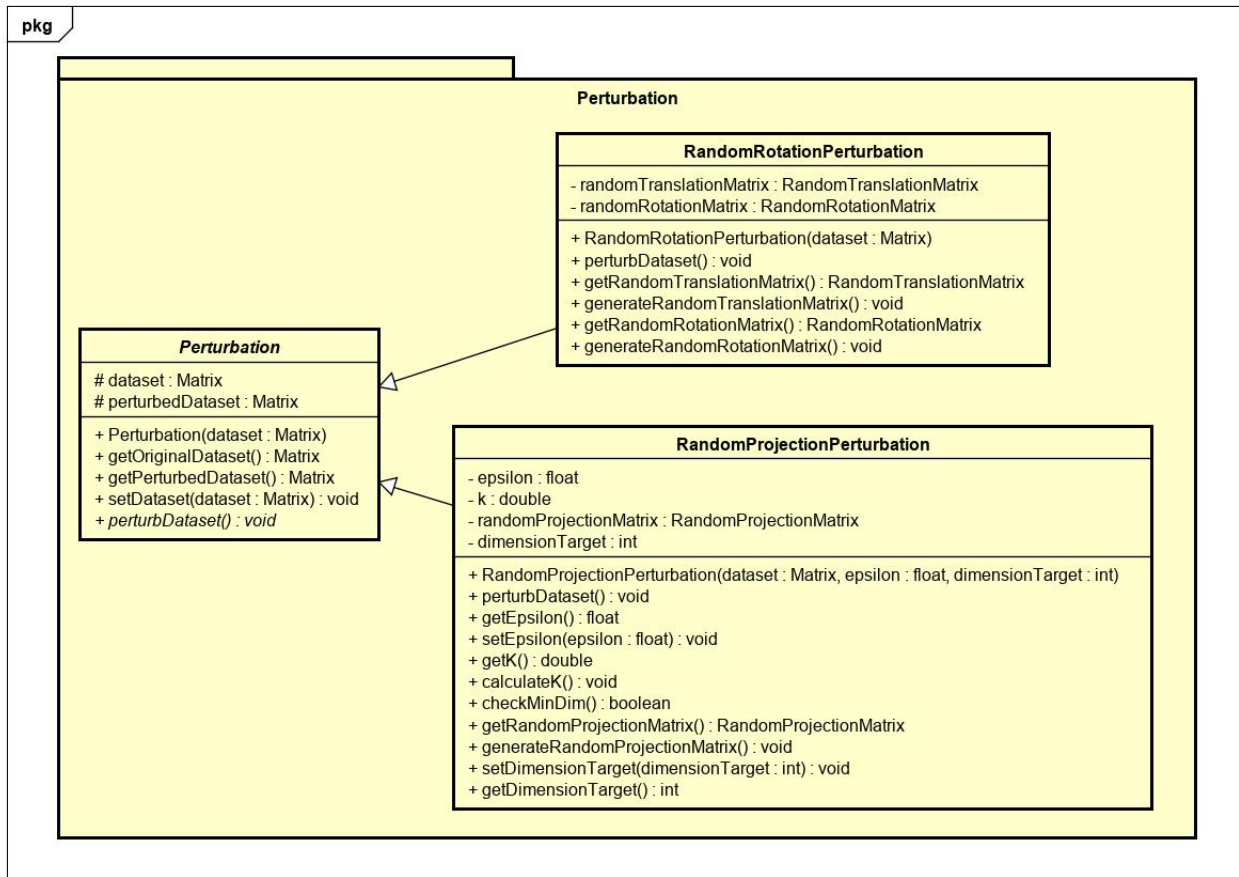 pkg
Perturbation
RandomRotationPerturbation
- randomTranslationMatrix : RandomTranslationMatrix
- randomRotationMatrix : RandomRotationMatrix
+ RandomRotationPerturbation(dataset : Matrix)
+ perturbDataset() : void
+ getRandomTranslationMatrix() : RandomTranslationMatrix
+ generateRandomTranslationMatrix() : void
+ getRandomRotationMatrix() : RandomRotationMatrix
+ generateRandomRotationMatrix() : void
Perturbation
# dataset : Matrix
# perturbedDataset : Matrix
+ Perturbation(dataset : Matrix)
+ getOriginalDataset() : Matrix
+ getPerturbedDataset() : Matrix
+ setDataset(dataset : Matrix) : void
+ perturbDataset() : void
RandomProjectionPerturbation
- epsilon : float
- k : double
- randomProjectionMatrix : RandomProjectionMatrix
- dimensionTarget : int
+ RandomProjectionPerturbation(dataset : Matrix, epsilon : float, dimensionTarget : int)
+ perturbDataset() : void
+ getEpsilon() : float
+ setEpsilon(epsilon : float) : void
+ getK() : double
+ calculateK() : void
+ checkMinDim() : boolean
+ getRandomProjectionMatrix() : RandomProjectionMatrix
+ generateRandomProjectionMatrix() : void
+ setDimensionTarget(dimensionTarget : int) : void
+ getDimensionTarget() : int